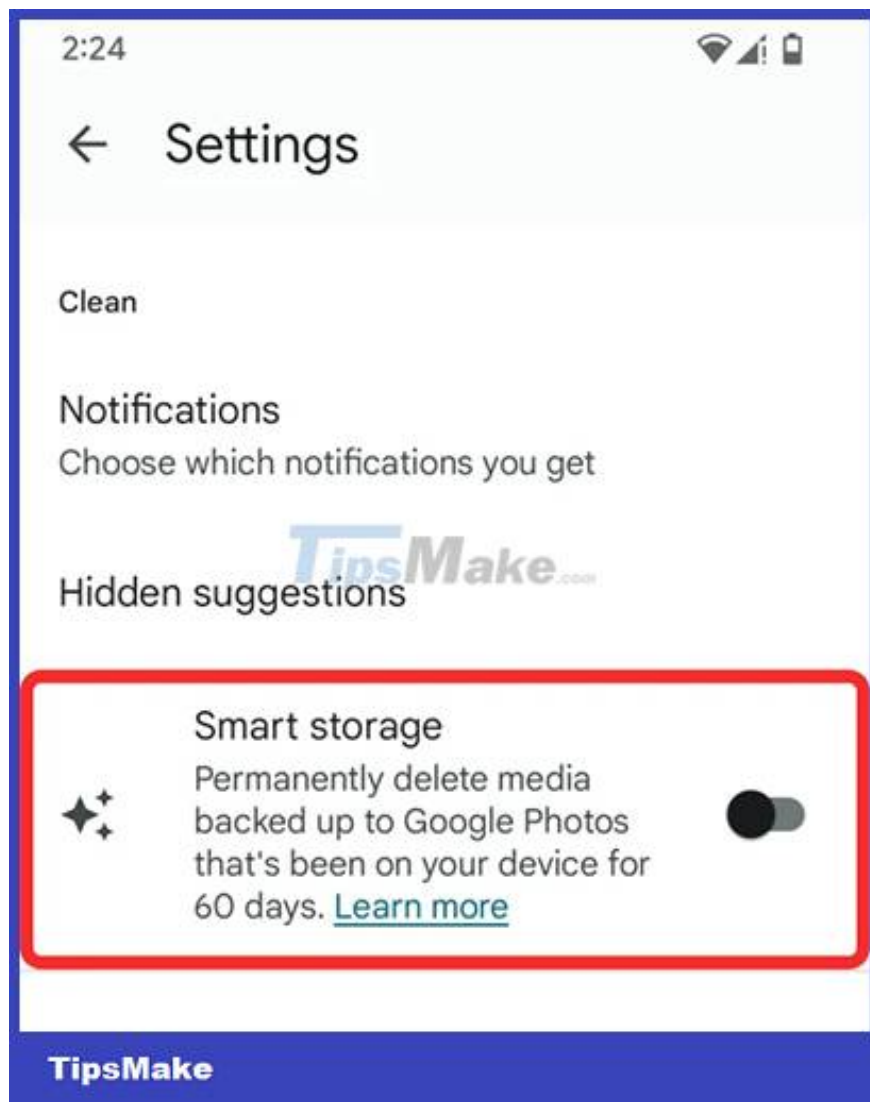 2:24
Settings
Clean
Notifications
Choose which notifications you get
TipsMake.com
Hidden suggestions
Smart storage
Permanently delete media
backed up to Google Photos
that's been on your device for
60 days. Learn more
TipsMake